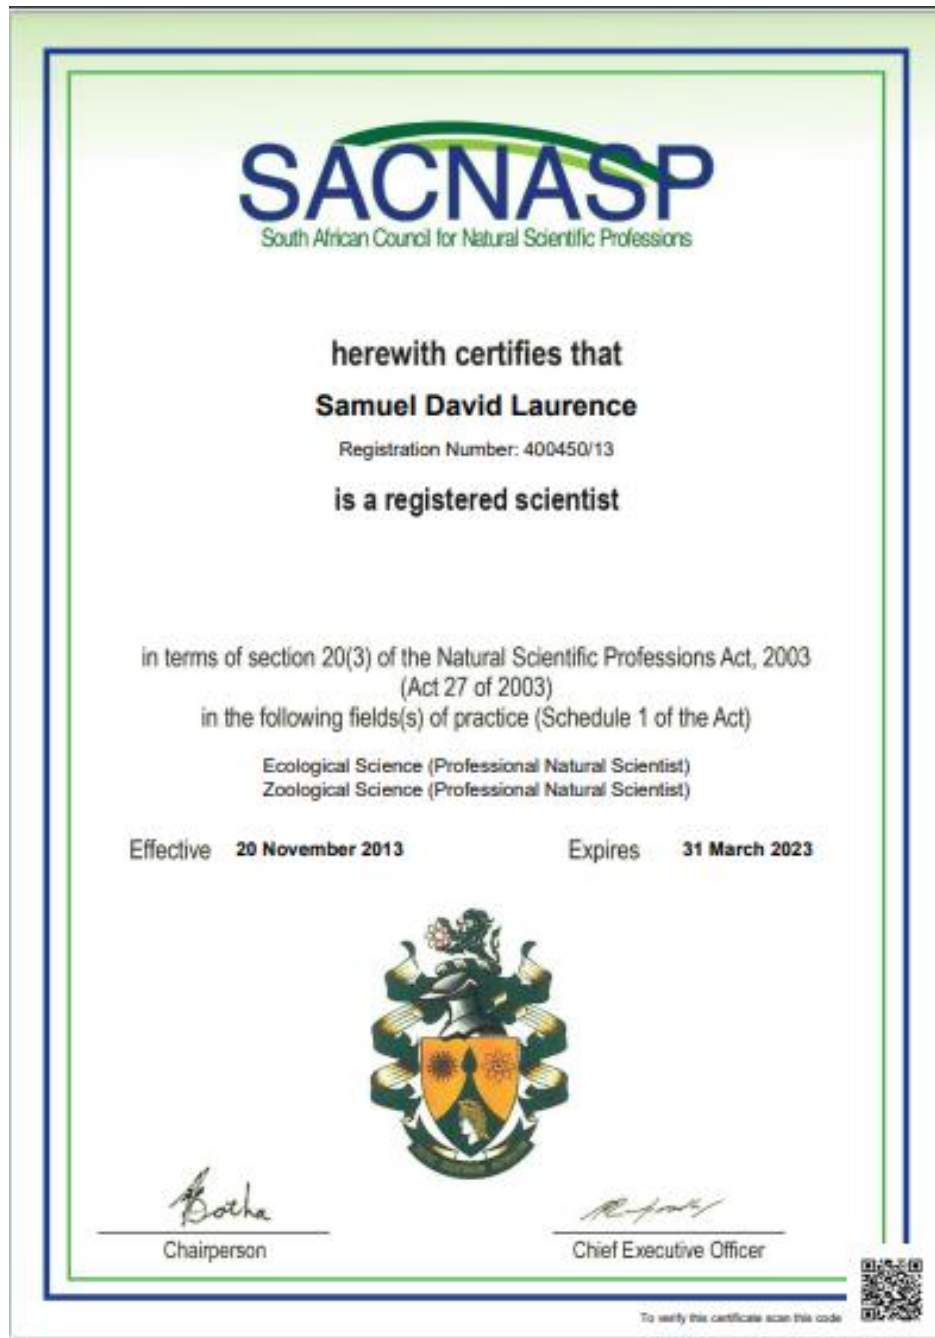 SACNASP
South African Council for Natural Scientific Professions
herewith certifies that
Samuel David Laurence
Registration Number: 400450/13
is a registered scientist
in terms of section 20(3) of the Natural Scientific Professions Act, 2003
(Act 27 of 2003)
in the following fields(s) of practice (Schedule 1 of the Act)
Ecological Science (Professional Natural Scientist)
Zoological Science (Professional Natural Scientist)
Effective 20 November 2013 Expires 31 March 2023
Botha
Chairperson Chief Executive Officer
To verify this certificate scan this code